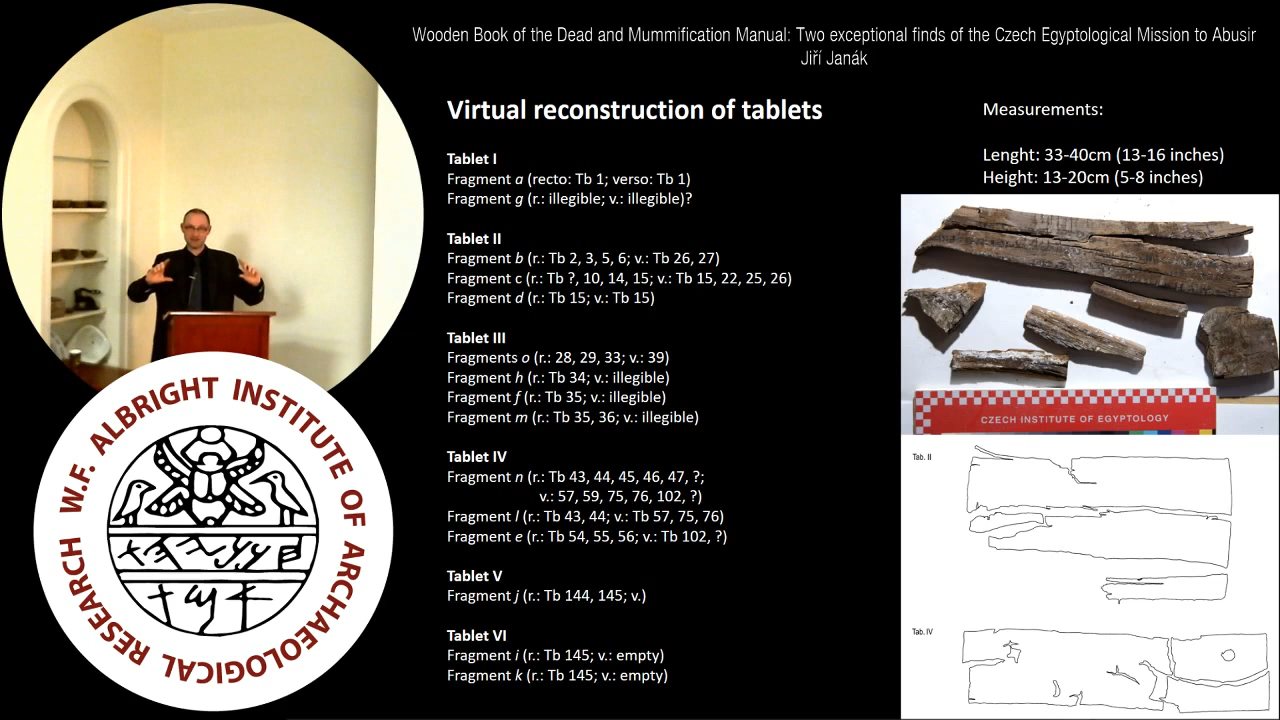 Wooden Book of the Dead and Mummification Manual: Two exceptional finds of the Czech Egyptological Mission to Abusir
Jiří Janák
Virtual reconstruction of tablets
Tablet I
Fragment a (recto: Tb 1; verso: Tb 1)
Fragment g (r.: illegible; v.: illegible)?
Tablet II
Fragment b (r.: Tb 2, 3, 5, 6; v.: Tb 26, 27)
Fragment c (r.: Tb ?, 10, 14, 15; v.: Tb 15, 22, 25, 26)
Fragment d (r.: Tb 15; v.: Tb 15)
Tablet III
Fragments o (r.: 28, 29, 33; v.: 39)
Fragment h (r.: Tb 34; v.: illegible)
Fragment f (r.: Tb 35; v.: illegible)
Fragment m (r.: Tb 35, 36; v.: illegible)
Tablet IV
Fragment n (r.: Tb 43, 44, 45, 46, 47, ?;
v.: 57, 59, 75, 76, 102, ?)
Fragment l (r.: Tb 43, 44; v.: Tb 57, 75, 76)
Fragment e (r.: Tb 54, 55, 56; v.: Tb 102, ?)
Tablet V
Fragment j (r.: Tb 144, 145; v.)
Tablet VI
Fragment i (r.: Tb 145; v.: empty)
Fragment k (r.: Tb 145; v.: empty)
Measurements:
Lenght: 33-40cm (13-16 inches)
Height: 13-20cm (5-8 inches)
CZECH INSTITUTE OF EGYPTOLOGY
Tab. II
Tab. IV
W.F. ALBRIGHT INSTITUTE OF ARCHAEOLOGICAL RESEARCH